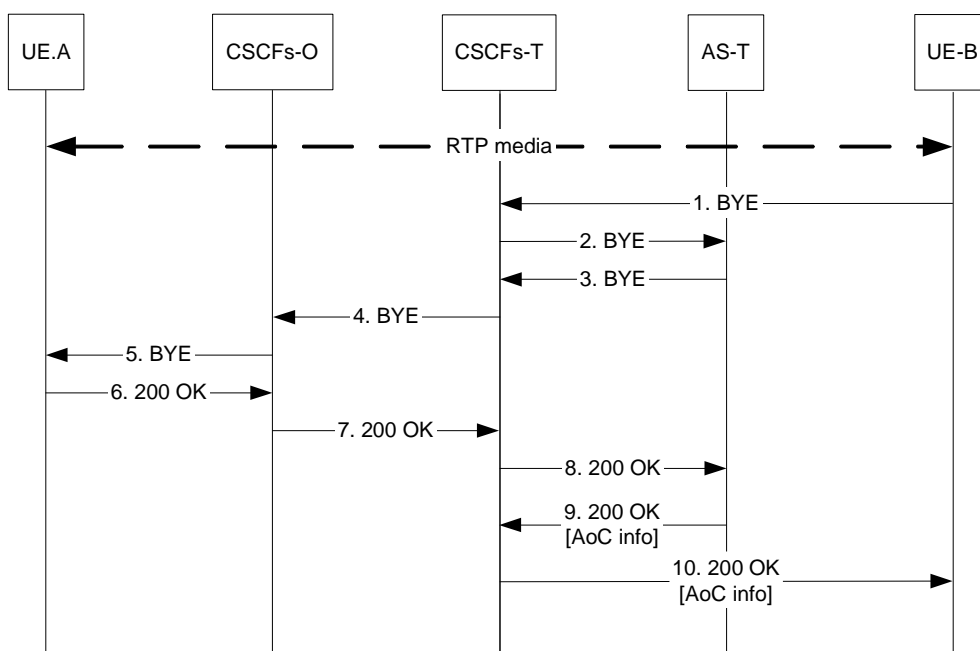 UE.A
CSCFs-O
CSCFs-T
AS-T
UE-B
RTP media
1. BYE
2. BYE
3. BYE
4. BYE
5. BYE
6. 200 OK
7. 200 OK
8. 200 OK
9. 200 OK
[AoC info]
10. 200 OK
[AoC info]